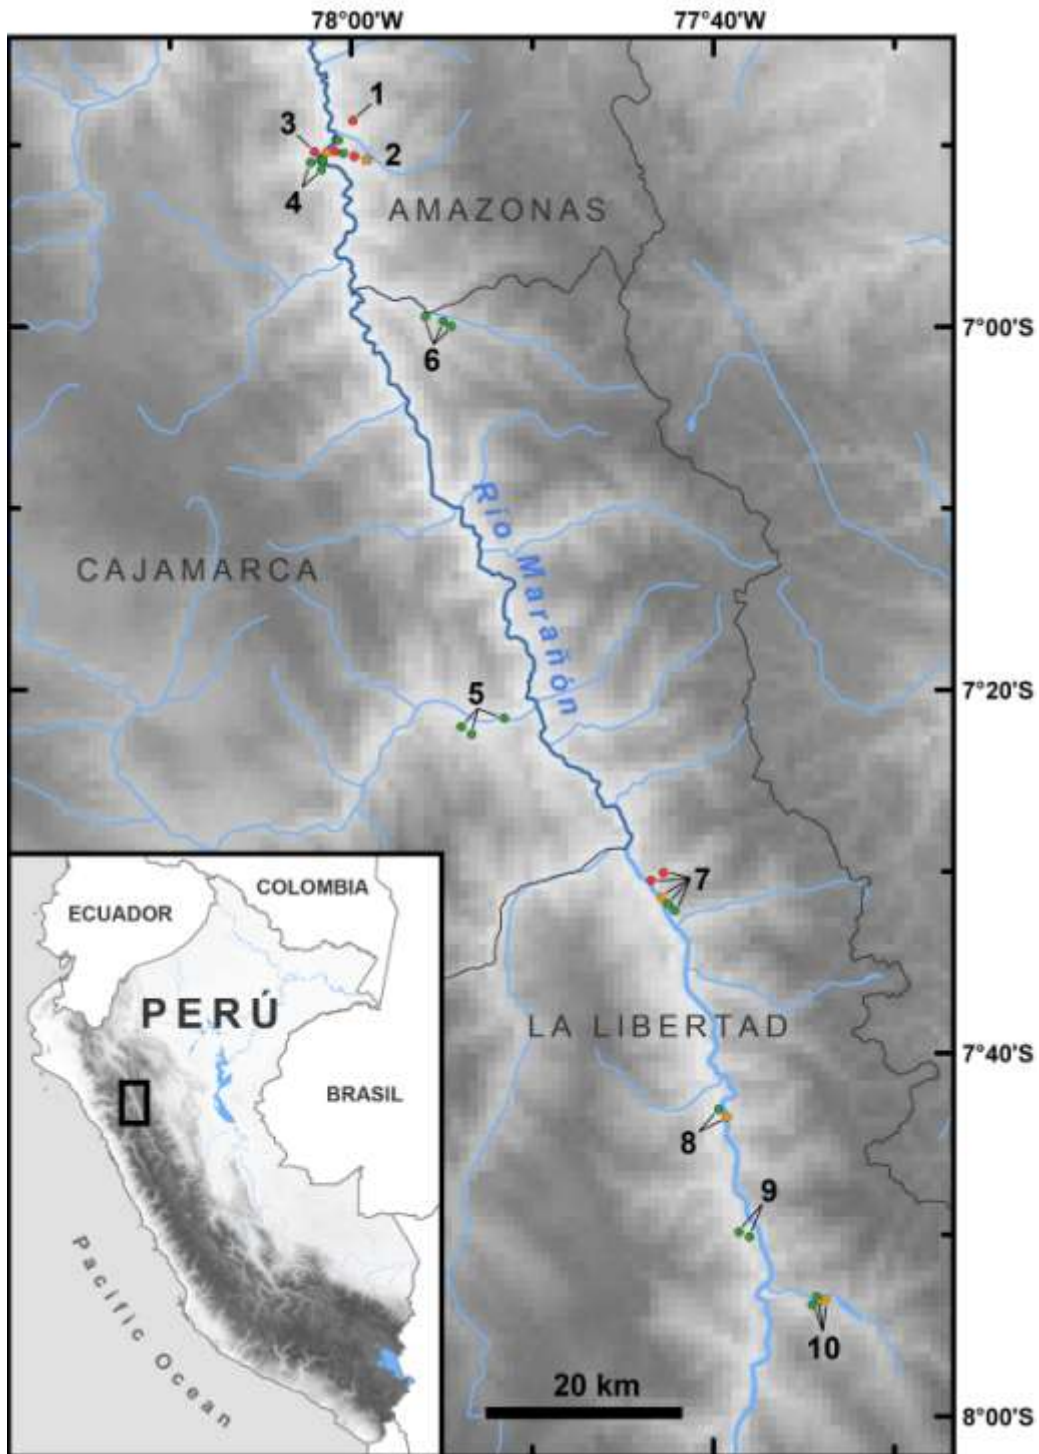 78°00'W
77°40'W
1
3
2
4
AMAZONAS
7°00'S
6
Río Marañón
CAJAMARCA
7°20'S
5
7
LA LIBERTAD
7°40'S
8
9
10
20 km
8°00'S
COLOMBIA
ECUADOR
PERÚ
BRASIL
Pacific Ocean